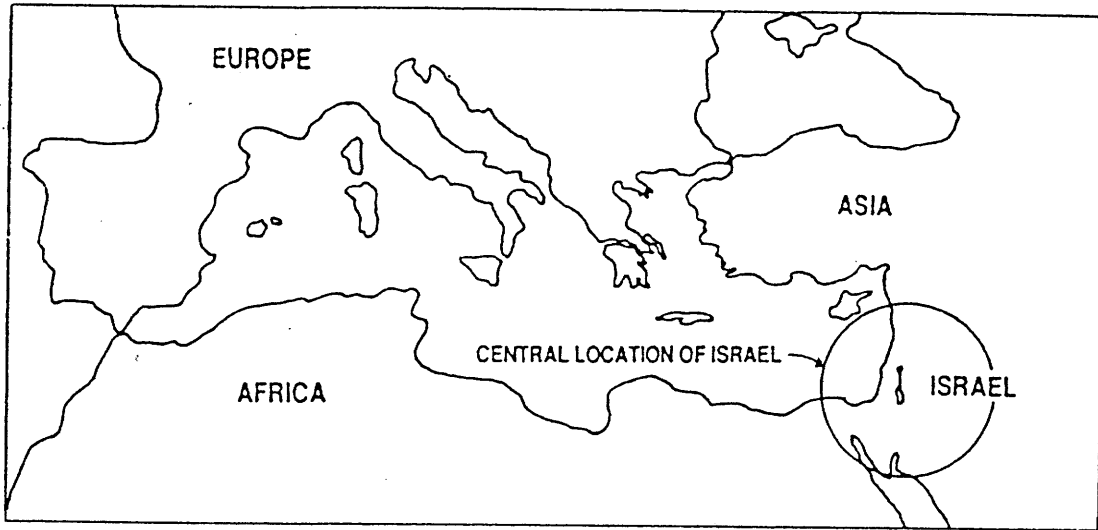 EUROPE
ASIA
CENTRAL LOCATION OF ISRAEL
AFRICA
ISRAEL